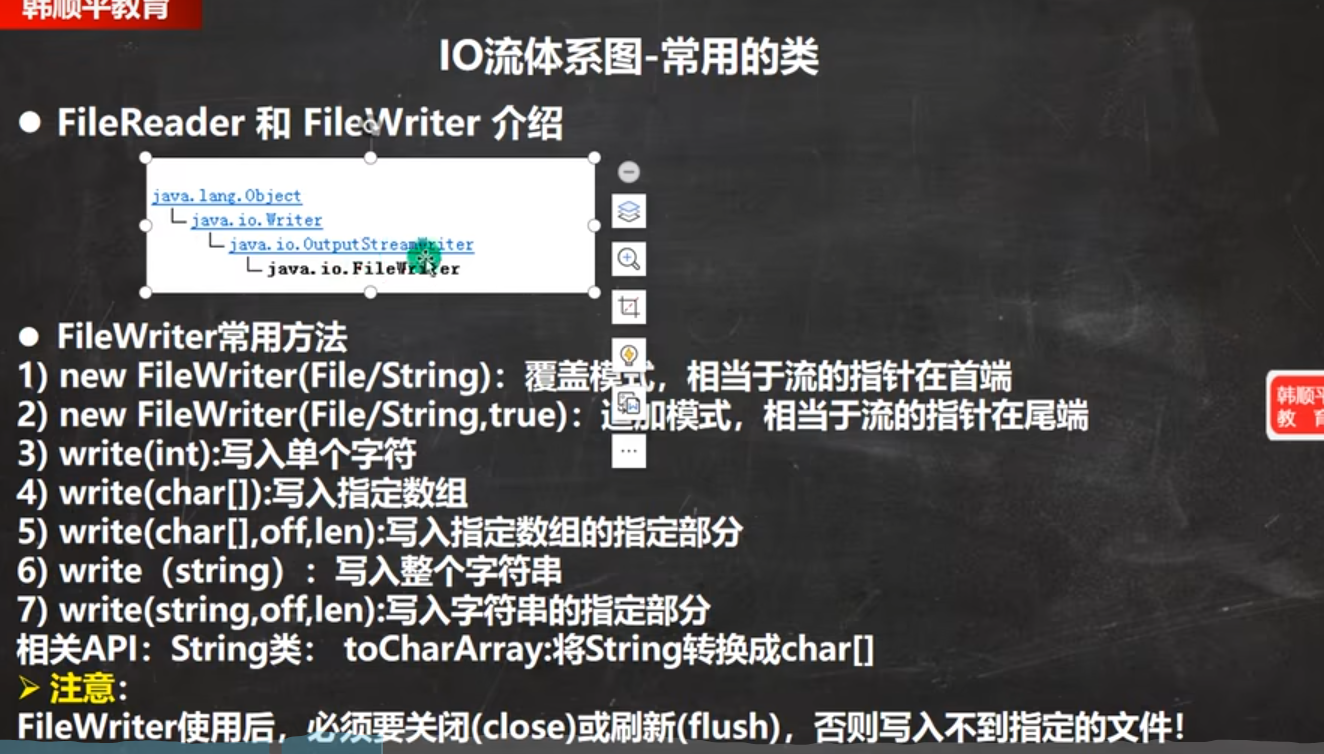 韩顺平教育
IO流体系图-常用的类
● FileReader 和 FileWriter 介绍
java.lang.Object
java.io.Writer
java.io.OutputStreamWriter
java.io.FileWriter
● FileWriter常用方法
1) new FileWriter(File/String)：覆盖模式，相当于流的指针在首端
2) new FileWriter(File/String,true)：追加模式，相当于流的指针在尾端
3) write(int):写入单个字符
4) write(char[]):写入指定数组
5) write(char[],off,len):写入指定数组的指定部分
6) write（string）：写入整个字符串
7) write(string,off,len):写入字符串的指定部分
相关API：String类： toCharArray:将String转换成char[]
➢ 注意：
FileWriter使用后，必须要关闭(close)或刷新(flush)，否则写入不到指定的文件！
韩顺平
教 育